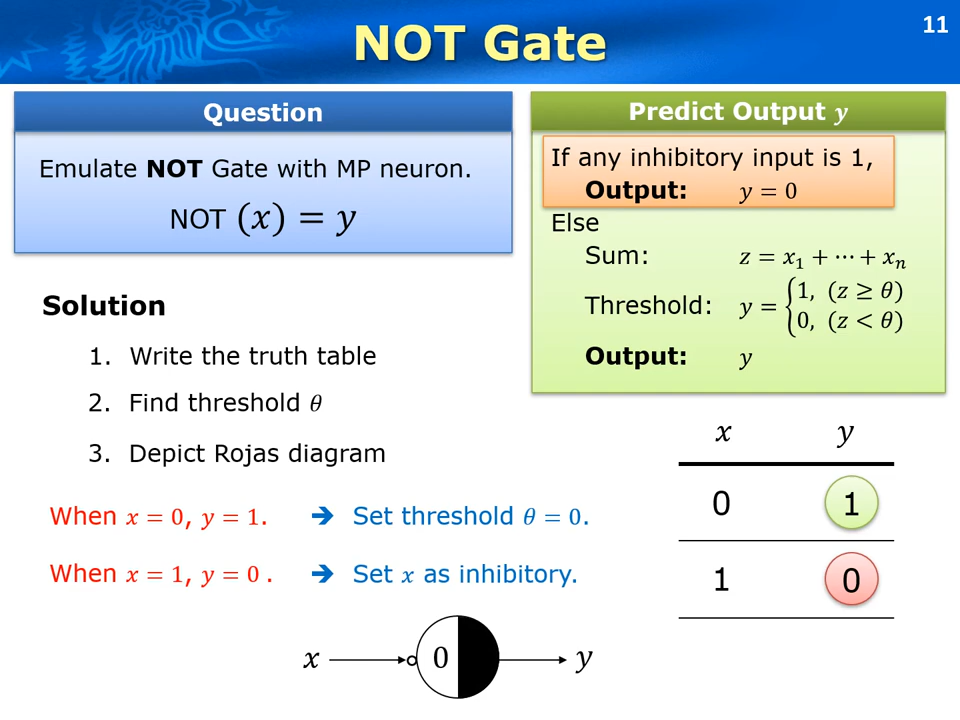 NOT Gate
11
Question
Emulate NOT Gate with MP neuron.
NOT (x) = y
Predict Output y
If any inhibitory input is 1,
Output: y = 0
Else
Sum: z = x₁ + ⋯ + xₙ
Threshold: y = {1, (z ≥ θ)
0, (z < θ)
Output: y
Solution
1. Write the truth table
2. Find threshold θ
3. Depict Rojas diagram
When x = 0, y = 1. ➔ Set threshold θ = 0.
When x = 1, y = 0 . ➔ Set x as inhibitory.
x y
0 1
1 0
x 0 y